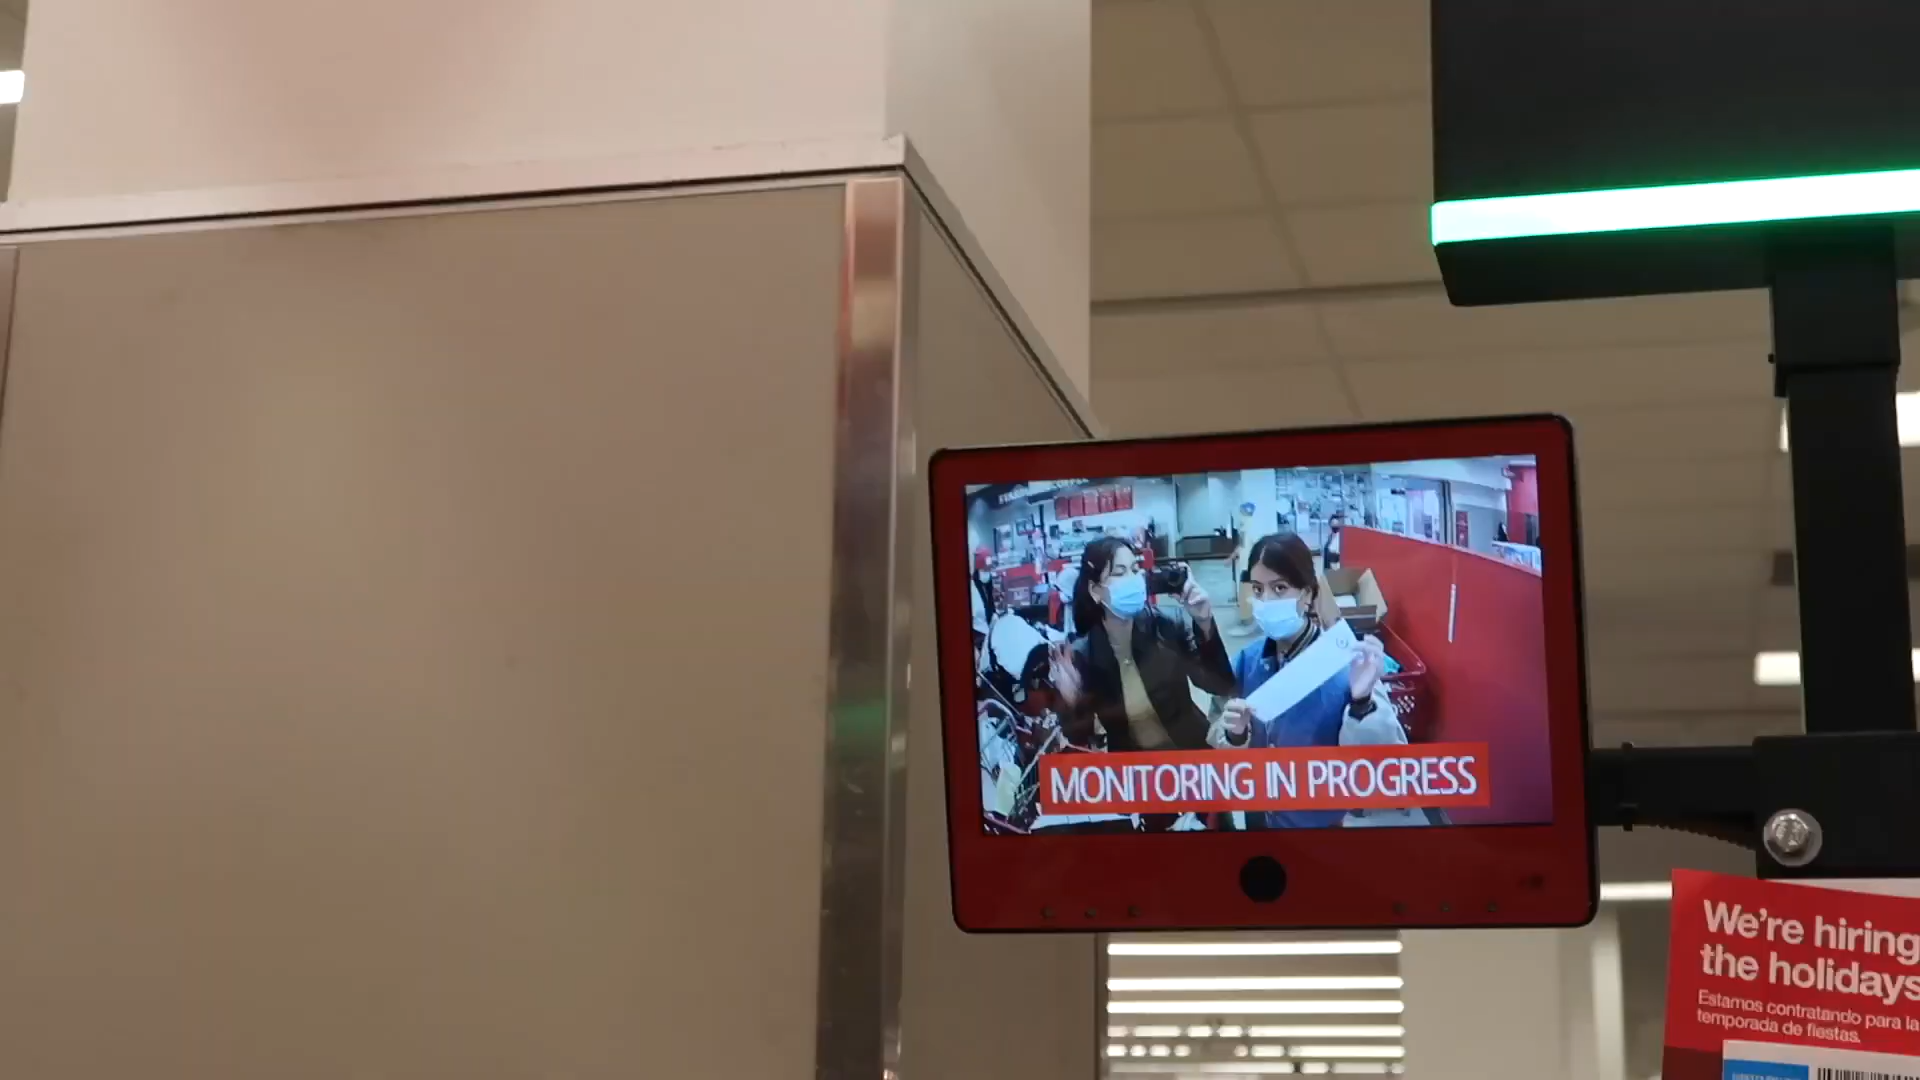 MONITORING IN PROGRESS
We're hiring
the holidays
Estamos contratando para la
temporada de fiestas.